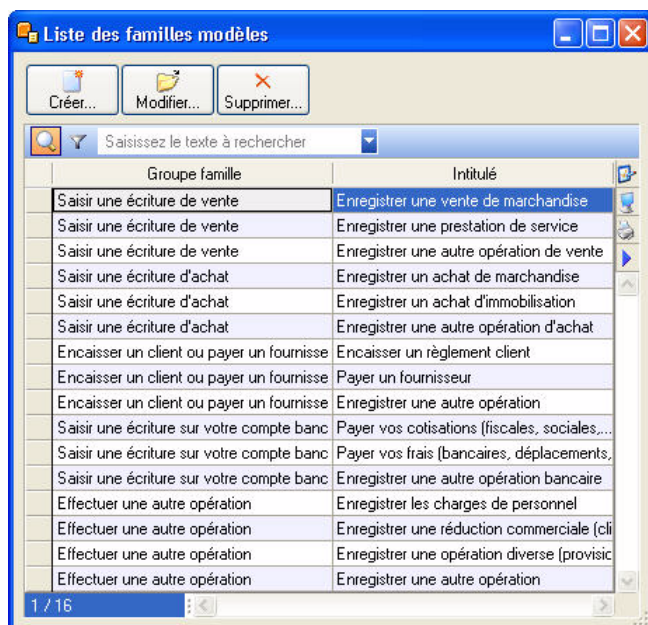 Liste des familles modèles
Créer... Modifier... Supprimer...
Saisissez le texte à rechercher
Groupe famille Intitulé
Saisir une écriture de vente Enregistrer une vente de marchandise
Saisir une écriture de vente Enregistrer une prestation de service
Saisir une écriture de vente Enregistrer une autre opération de vente
Saisir une écriture d'achat Enregistrer un achat de marchandise
Saisir une écriture d'achat Enregistrer un achat d'immobilisation
Saisir une écriture d'achat Enregistrer une autre opération d'achat
Encaisser un client ou payer un fournisse Encaisser un règlement client
Encaisser un client ou payer un fournisse Payer un fournisseur
Encaisser un client ou payer un fournisse Enregistrer une autre opération
Saisir une écriture sur votre compte banc Payer vos cotisations (fiscales, sociales,...
Saisir une écriture sur votre compte banc Payer vos frais (bancaires, déplacements,
Saisir une écriture sur votre compte banc Enregistrer une autre opération bancaire
Effectuer une autre opération Enregistrer les charges de personnel
Effectuer une autre opération Enregistrer une réduction commerciale (cli
Effectuer une autre opération Enregistrer une opération diverse (provisic
Effectuer une autre opération Enregistrer une autre opération
1 / 16